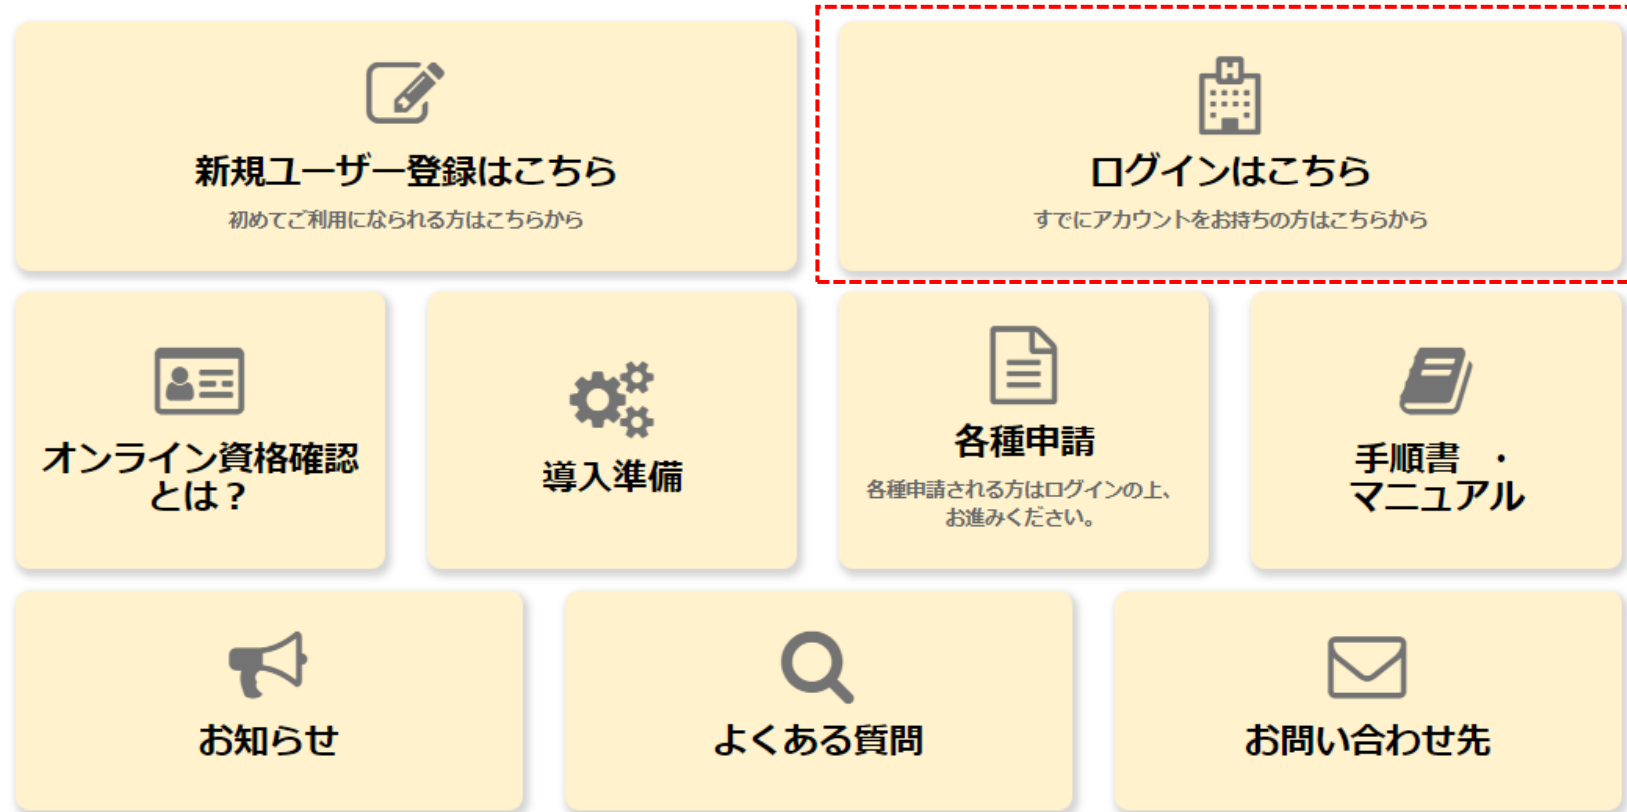 新規ユーザー登録はこちら
初めてご利用になられる方はこちらから
ログインはこちら
すでにアカウントをお持ちの方はこちらから
オンライン資格確認
とは？
導入準備
各種申請
各種申請される方はログインの上、
お進みください。
手順書　・
マニュアル
お知らせ
よくある質問
お問い合わせ先